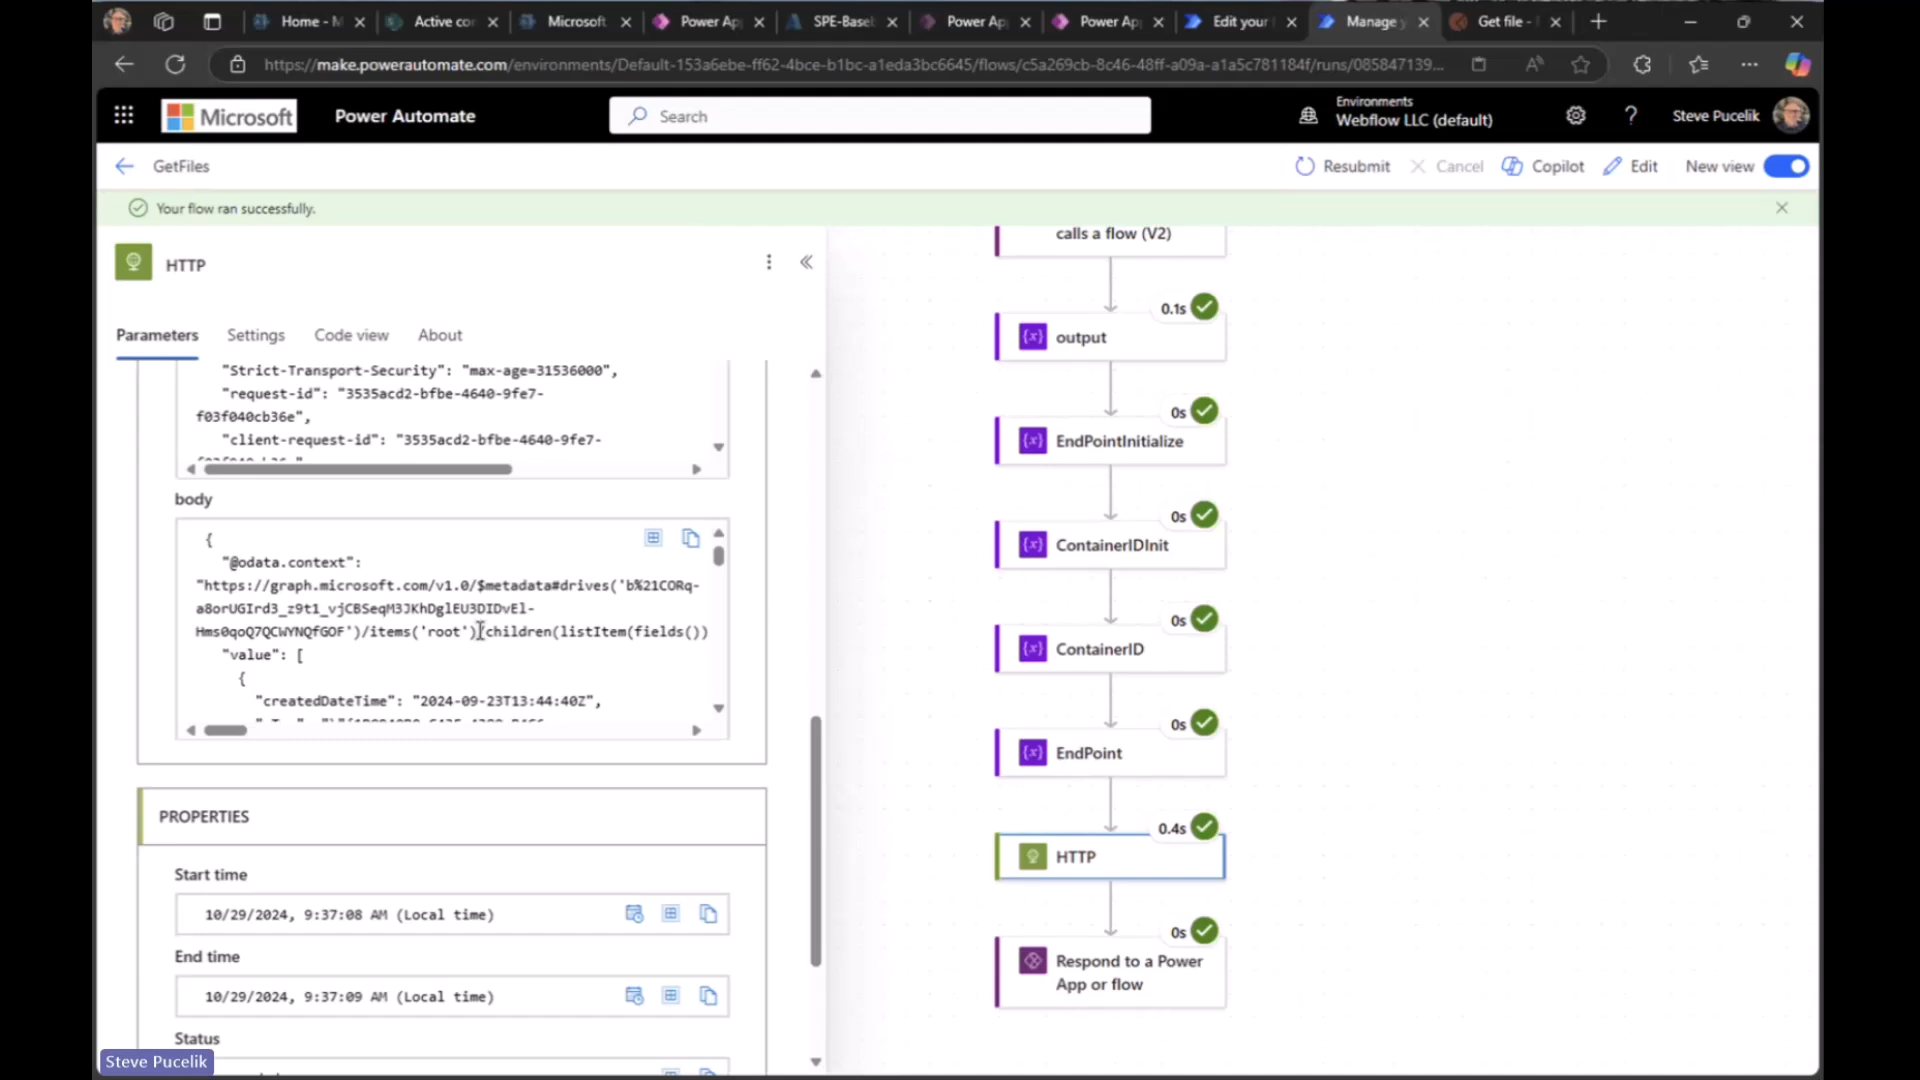 Home - M
Active cor
Microsoft
Power Ap
SPE-Base
Power Ap
Power Ap
Edit your
Manage y
Get file -
https://make.powerautomate.com/environments/Default-153a6ebe-ff62-4bce-b1bc-a1eda3bc6645/flows/c5a269cb-8c46-48ff-a09a-a1a5c781184f/runs/085847139...
Microsoft
Power Automate
Search
Environments
Webflow LLC (default)
?
Steve Pucelik
GetFiles
Resubmit
Cancel
Copilot
Edit
New view
Your flow ran successfully.
HTTP
Parameters
Settings
Code view
About
"Strict-Transport-Security": "max-age=31536000",
"request-id": "3535acd2-bfbe-4640-9fe7-
f03f040cb36e",
"client-request-id": "3535acd2-bfbe-4640-9fe7-
body
{
"@odata.context":
"https://graph.microsoft.com/v1.0/$metadata#drives('b%21CORq-
a8orUGIrd3_z9t1_vjCBSeqM3JKhDglEU3DIDvEl-
Hms0qoQ7QCWYNQfGOF')/items('root')/children(listItem(fields())
"value": [
{
"createdDateTime": "2024-09-23T13:44:40Z",
PROPERTIES
Start time
10/29/2024, 9:37:08 AM (Local time)
End time
10/29/2024, 9:37:09 AM (Local time)
Status
Steve Pucelik
calls a flow (V2)
0.1s
output
0s
EndPointInitialize
0s
ContainerIDInit
0s
ContainerID
0s
EndPoint
0.4s
HTTP
0s
Respond to a Power
App or flow